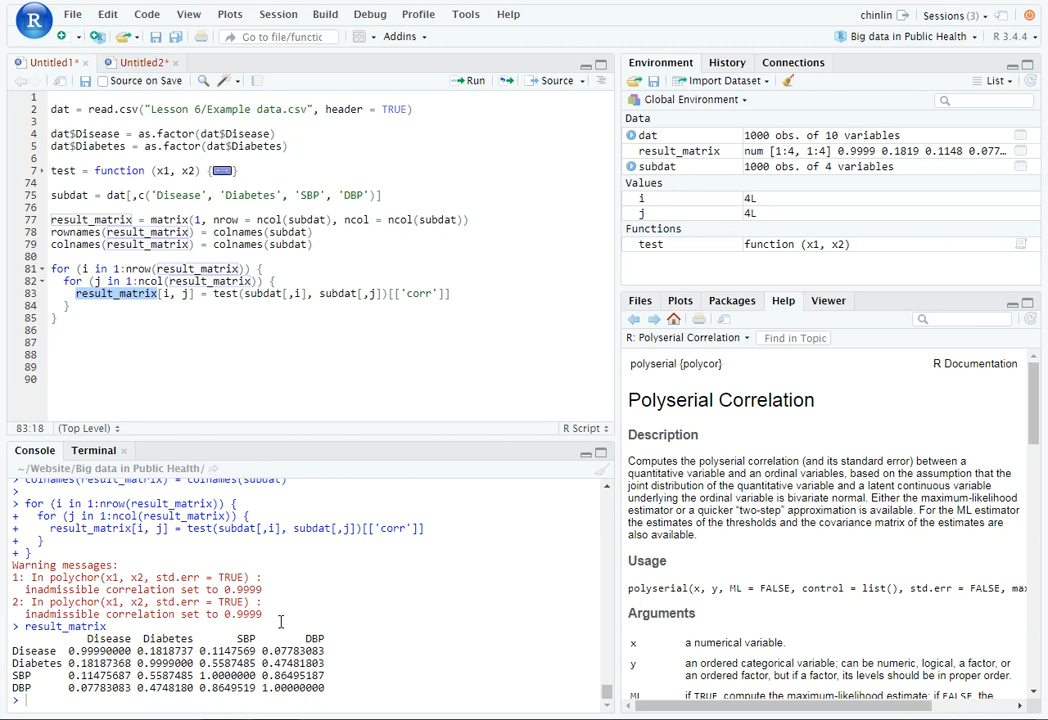 File Edit Code View Plots Session Build Debug Profile Tools Help
chinlin Sessions (3)
Go to file/functic Addins
Big data in Public Health R 3.4.4
Untitled1* Untitled2*
Source on Save Run Source
1
2 dat = read.csv("Lesson 6/Example data.csv", header = TRUE)
3
4 dat$Disease = as.factor(dat$Disease)
5 dat$Diabetes = as.factor(dat$Diabetes)
6
7 test = function (x1, x2) {}
74
75 subdat = dat[,c('Disease', 'Diabetes', 'SBP', 'DBP')]
76
77 result_matrix = matrix(1, nrow = ncol(subdat), ncol = ncol(subdat))
78 rownames(result_matrix) = colnames(subdat)
79 colnames(result_matrix) = colnames(subdat)
80
81 for (i in 1:nrow(result_matrix)) {
82 for (j in 1:ncol(result_matrix)) {
83 result_matrix[i, j] = test(subdat[,i], subdat[,j])[['corr']]
84 }
85 }
86
87
88
89
90
83:18 (Top Level) R Script
Console Terminal
~/Website/Big data in Public Health/
colnames(result_matrix) = colnames(subdat)
>
> for (i in 1:nrow(result_matrix)) {
+ for (j in 1:ncol(result_matrix)) {
+ result_matrix[i, j] = test(subdat[,i], subdat[,j])[['corr']]
+ }
+ }
Warning messages:
1: In polychor(x1, x2, std.err = TRUE) :
inadmissible correlation set to 0.9999
2: In polychor(x1, x2, std.err = TRUE) :
inadmissible correlation set to 0.9999
> result_matrix
Disease Diabetes SBP DBP
Disease 0.99990000 0.1818737 0.1147569 0.07783083
Diabetes 0.18187368 0.9999000 0.5587485 0.47481803
SBP 0.11475687 0.5587485 1.0000000 0.86495187
DBP 0.07783083 0.4748180 0.8649519 1.00000000
>
Environment History Connections
Import Dataset List
Global Environment
Data
dat 1000 obs. of 10 variables
result_matrix num [1:4, 1:4] 0.9999 0.1819 0.1148 0.077…
subdat 1000 obs. of 4 variables
Values
i 4L
j 4L
Functions
test function (x1, x2)
Files Plots Packages Help Viewer
R: Polyserial Correlation Find in Topic
polyserial {polycor} R Documentation
Polyserial Correlation
Description
Computes the polyserial correlation (and its standard error) between a
quantitative variable and an ordinal variables, based on the assumption that the
joint distribution of the quantitative variable and a latent continuous variable
underlying the ordinal variable is bivariate normal. Either the maximum-likelihood
estimator or a quicker "two-step" approximation is available. For the ML estimator
the estimates of the thresholds and the covariance matrix of the estimates are
also available.
Usage
polyserial(x, y, ML = FALSE, control = list(), std.err = FALSE, max
Arguments
x a numerical variable.
y an ordered categorical variable; can be numeric, logical, a factor, or
an ordered factor, but if a factor, its levels should be in proper order.
ML if TRUE, compute the maximum-likelihood estimate; if FALSE, the